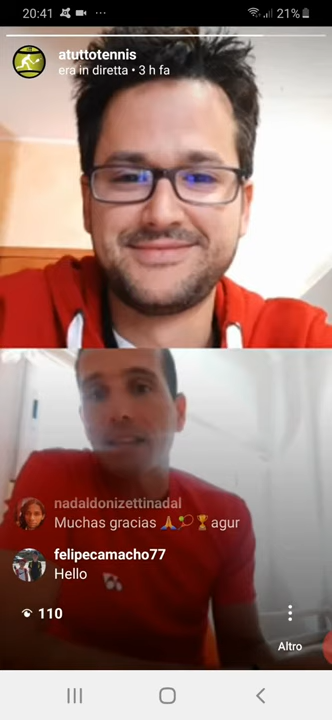 20:41
21%
atuttotennis
era in diretta • 3 h fa
nadaldonizettinadal
Muchas gracias 🙏🎾🏆agur
felipecamacho77
Hello
110
Altro